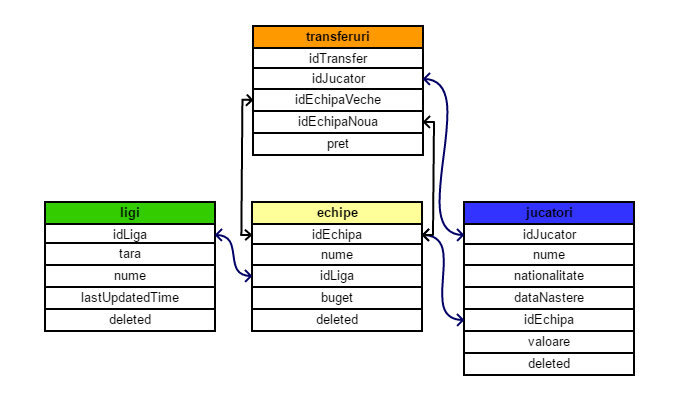 transferuri
idTransfer
idJucator
idEchipaVeche
idEchipaNoua
pret
ligi
idLiga
tara
nume
lastUpdatedTime
deleted
echipe
idEchipa
nume
idLiga
buget
deleted
jucatori
idJucator
nume
nationalitate
dataNastere
idEchipa
valoare
deleted